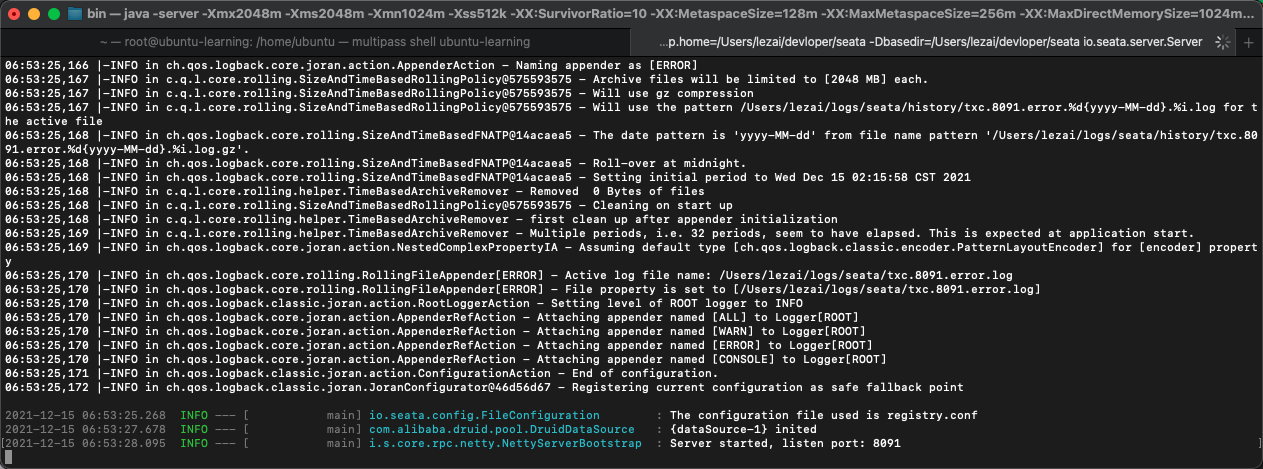 bin — java -server -Xmx2048m -Xms2048m -Xmn1024m -Xss512k -XX:SurvivorRatio=10 -XX:MetaspaceSize=128m -XX:MaxMetaspaceSize=256m -XX:MaxDirectMemorySize=1024m...
~ — root@ubuntu-learning: /home/ubuntu — multipass shell ubuntu-learning
...p.home=/Users/lezai/devloper/seata -Dbasedir=/Users/lezai/devloper/seata io.seata.server.Server
+
06:53:25,166 |-INFO in ch.qos.logback.core.joran.action.AppenderAction - Naming appender as [ERROR]
06:53:25,167 |-INFO in c.q.l.core.rolling.SizeAndTimeBasedRollingPolicy@575593575 - Archive files will be limited to [2048 MB] each.
06:53:25,167 |-INFO in c.q.l.core.rolling.SizeAndTimeBasedRollingPolicy@575593575 - Will use gz compression
06:53:25,167 |-INFO in c.q.l.core.rolling.SizeAndTimeBasedRollingPolicy@575593575 - Will use the pattern /Users/lezai/logs/seata/history/txc.8091.error.%d{yyyy-MM-dd}.%i.log for t
he active file
06:53:25,168 |-INFO in ch.qos.logback.core.rolling.SizeAndTimeBasedFNATP@14acaea5 - The date pattern is 'yyyy-MM-dd' from file name pattern '/Users/lezai/logs/seata/history/txc.80
91.error.%d{yyyy-MM-dd}.%i.log.gz'.
06:53:25,168 |-INFO in ch.qos.logback.core.rolling.SizeAndTimeBasedFNATP@14acaea5 - Roll-over at midnight.
06:53:25,168 |-INFO in ch.qos.logback.core.rolling.SizeAndTimeBasedFNATP@14acaea5 - Setting initial period to Wed Dec 15 02:15:58 CST 2021
06:53:25,168 |-INFO in c.q.l.core.rolling.helper.TimeBasedArchiveRemover - Removed  0 Bytes of files
06:53:25,168 |-INFO in c.q.l.core.rolling.SizeAndTimeBasedRollingPolicy@575593575 - Cleaning on start up
06:53:25,168 |-INFO in c.q.l.core.rolling.helper.TimeBasedArchiveRemover - first clean up after appender initialization
06:53:25,169 |-INFO in c.q.l.core.rolling.helper.TimeBasedArchiveRemover - Multiple periods, i.e. 32 periods, seem to have elapsed. This is expected at application start.
06:53:25,169 |-INFO in ch.qos.logback.core.joran.action.NestedComplexPropertyIA - Assuming default type [ch.qos.logback.classic.encoder.PatternLayoutEncoder] for [encoder] propert
y
06:53:25,170 |-INFO in ch.qos.logback.core.rolling.RollingFileAppender[ERROR] - Active log file name: /Users/lezai/logs/seata/txc.8091.error.log
06:53:25,170 |-INFO in ch.qos.logback.core.rolling.RollingFileAppender[ERROR] - File property is set to [/Users/lezai/logs/seata/txc.8091.error.log]
06:53:25,170 |-INFO in ch.qos.logback.classic.joran.action.RootLoggerAction - Setting level of ROOT logger to INFO
06:53:25,170 |-INFO in ch.qos.logback.core.joran.action.AppenderRefAction - Attaching appender named [ALL] to Logger[ROOT]
06:53:25,170 |-INFO in ch.qos.logback.core.joran.action.AppenderRefAction - Attaching appender named [WARN] to Logger[ROOT]
06:53:25,170 |-INFO in ch.qos.logback.core.joran.action.AppenderRefAction - Attaching appender named [ERROR] to Logger[ROOT]
06:53:25,170 |-INFO in ch.qos.logback.core.joran.action.AppenderRefAction - Attaching appender named [CONSOLE] to Logger[ROOT]
06:53:25,171 |-INFO in ch.qos.logback.classic.joran.action.ConfigurationAction - End of configuration.
06:53:25,172 |-INFO in ch.qos.logback.classic.joran.JoranConfigurator@46d56d67 - Registering current configuration as safe fallback point
2021-12-15 06:53:25.268  INFO --- [           main] io.seata.config.FileConfiguration        : The configuration file used is registry.conf
2021-12-15 06:53:27.678  INFO --- [           main] com.alibaba.druid.pool.DruidDataSource   : {dataSource-1} inited
2021-12-15 06:53:28.095  INFO --- [           main] i.s.core.rpc.netty.NettyServerBootstrap  : Server started, listen port: 8091